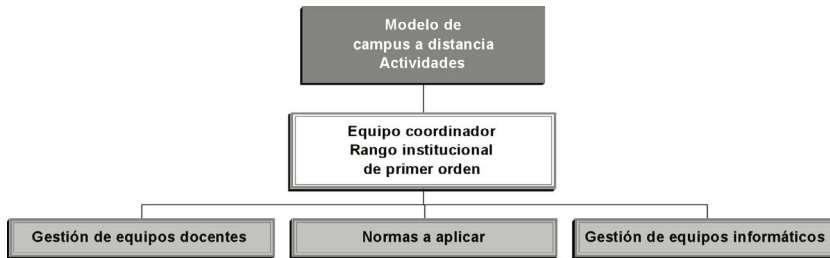 Modelo de
campus a distancia
Actividades
Equipo coordinador
Rango institucional
de primer orden
Gestión de equipos docentes
Normas a aplicar
Gestión de equipos informáticos